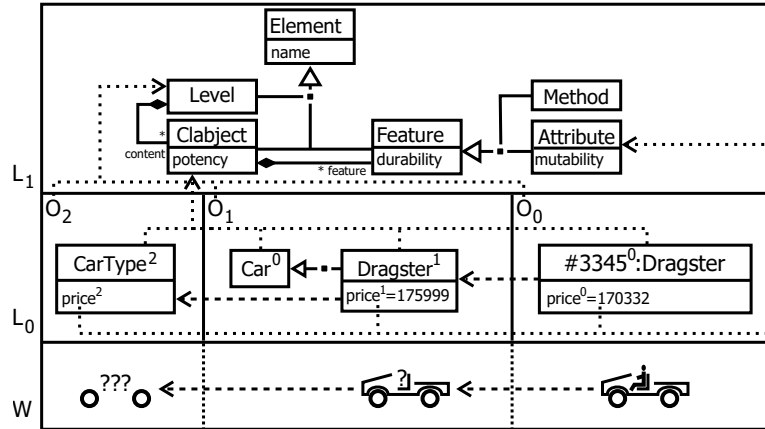 Element
name
Level
Method
Clabject
Feature
Attribute
*
content
potency
durability
mutability
* feature
L1
O2
O1
O0
CarType²
Car⁰
Dragster¹
#3345⁰:Dragster
price²
price¹=175999
price⁰=170332
L0
???
?
W